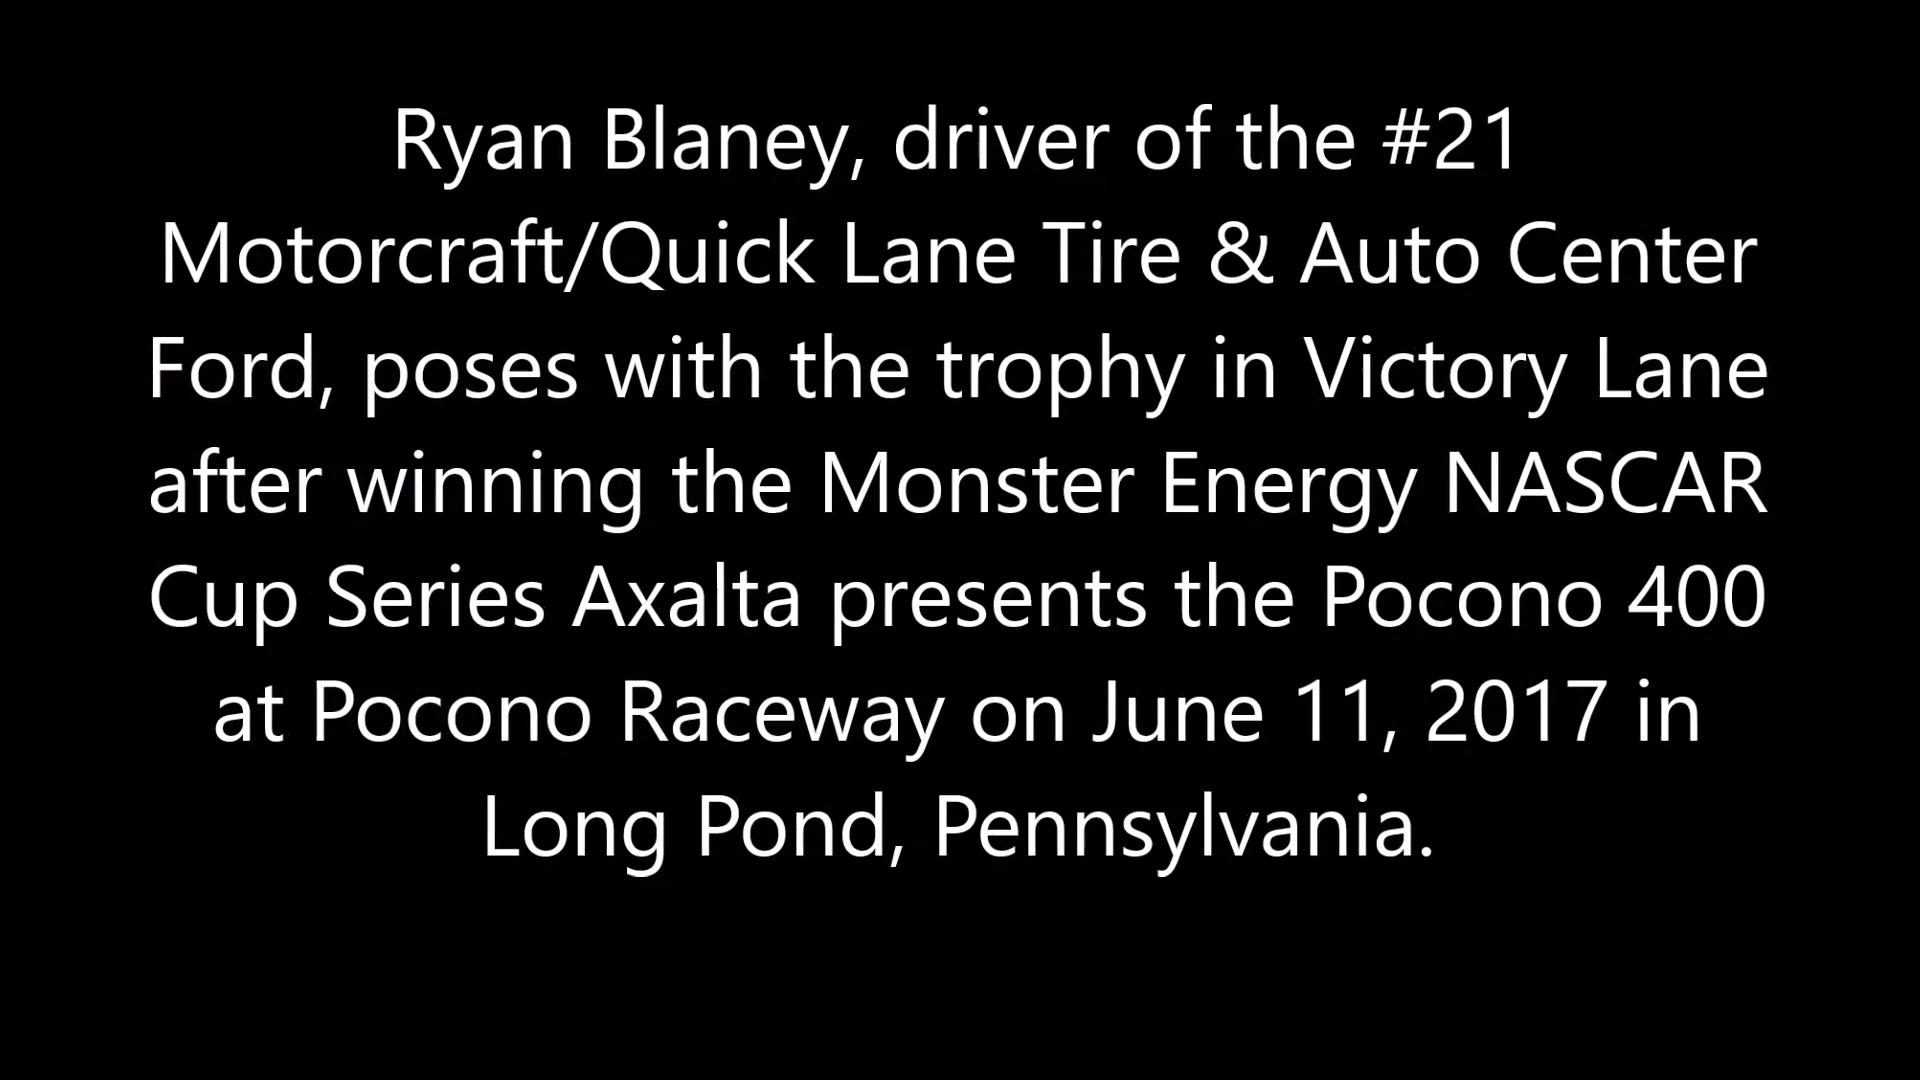 Ryan Blaney, driver of the #21
Motorcraft/Quick Lane Tire & Auto Center
Ford, poses with the trophy in Victory Lane
after winning the Monster Energy NASCAR
Cup Series Axalta presents the Pocono 400
at Pocono Raceway on June 11, 2017 in
Long Pond, Pennsylvania.